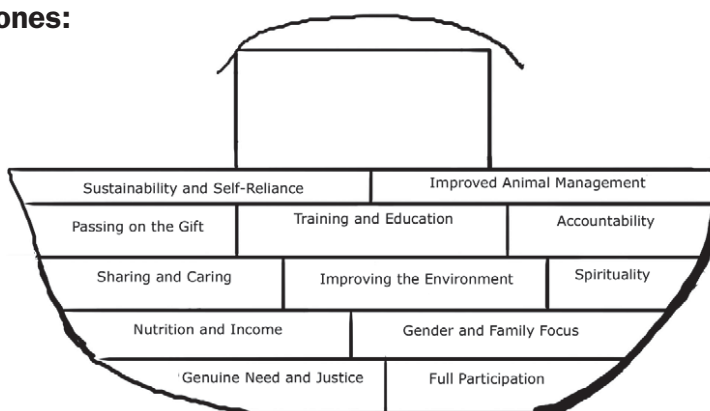 ones:
Sustainability and Self-Reliance
Improved Animal Management
Passing on the Gift
Training and Education
Accountability
Sharing and Caring
Improving the Environment
Spirituality
Nutrition and Income
Gender and Family Focus
Genuine Need and Justice
Full Participation